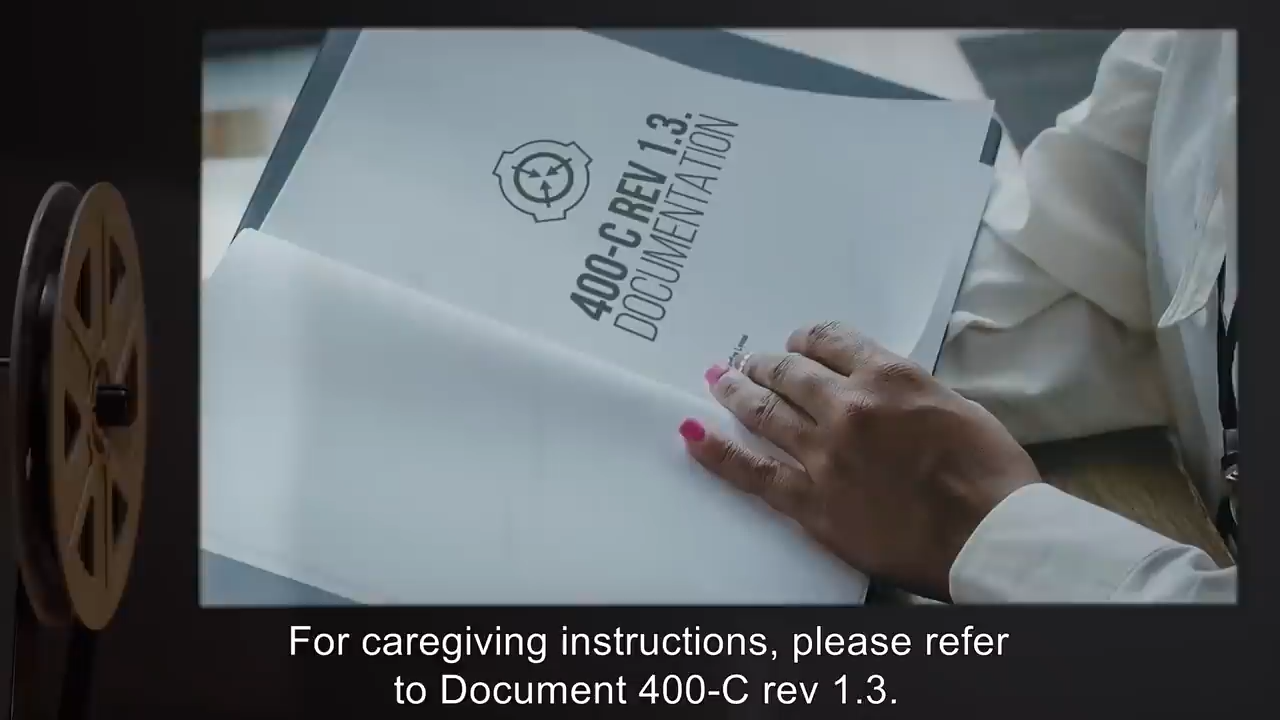 400-C REV 1.3.
DOCUMENTATION
For caregiving instructions, please refer
to Document 400-C rev 1.3.